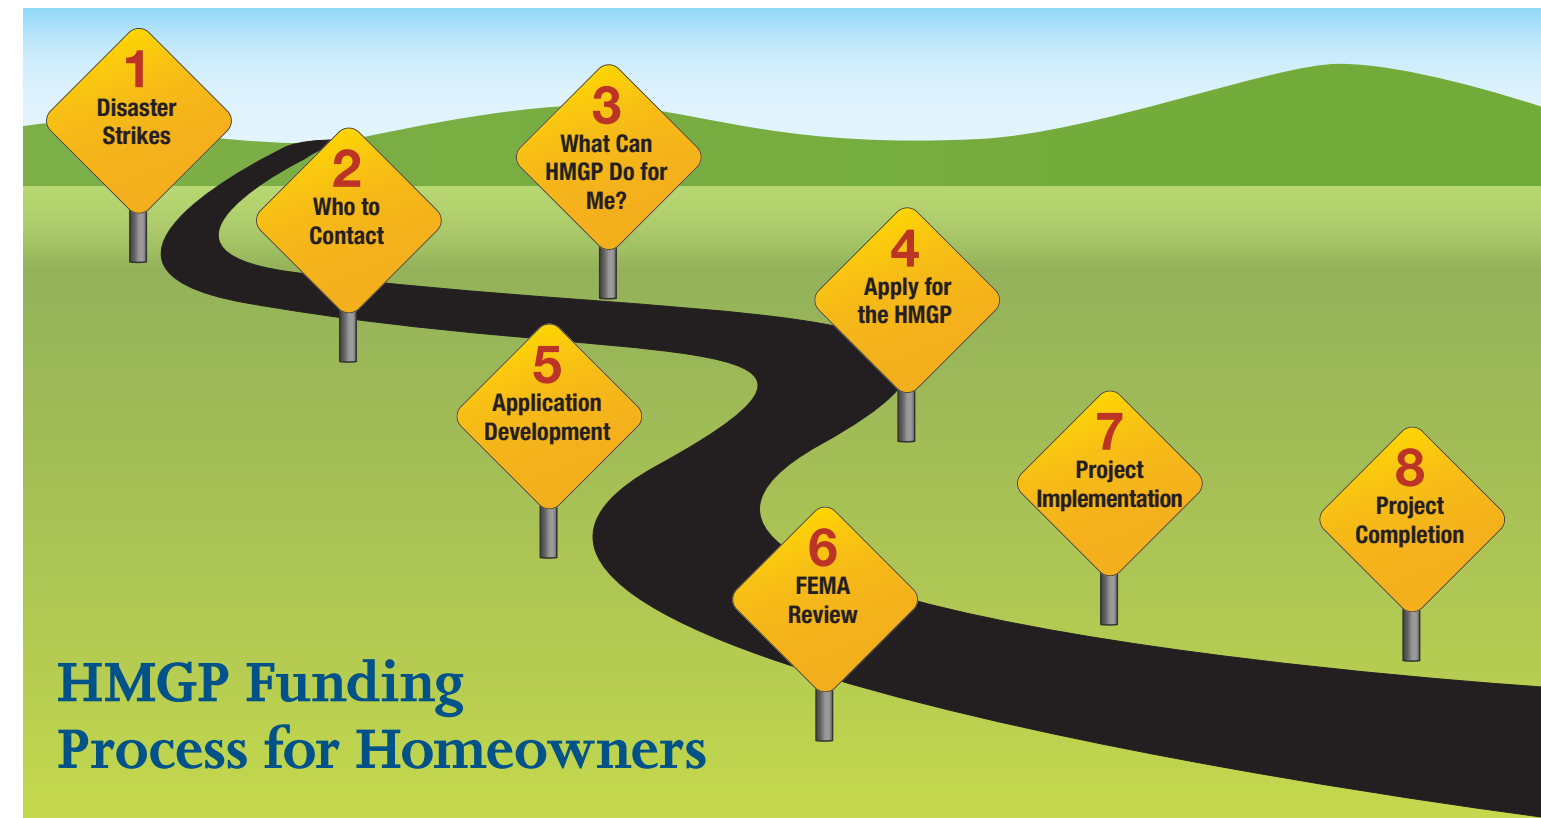 1
Disaster
Strikes
2
Who to
Contact
3
What Can
HMGP Do for
Me?
4
Apply for
the HMGP
5
Application
Development
6
FEMA
Review
7
Project
Implementation
8
Project
Completion
HMGP Funding
Process for Homeowners